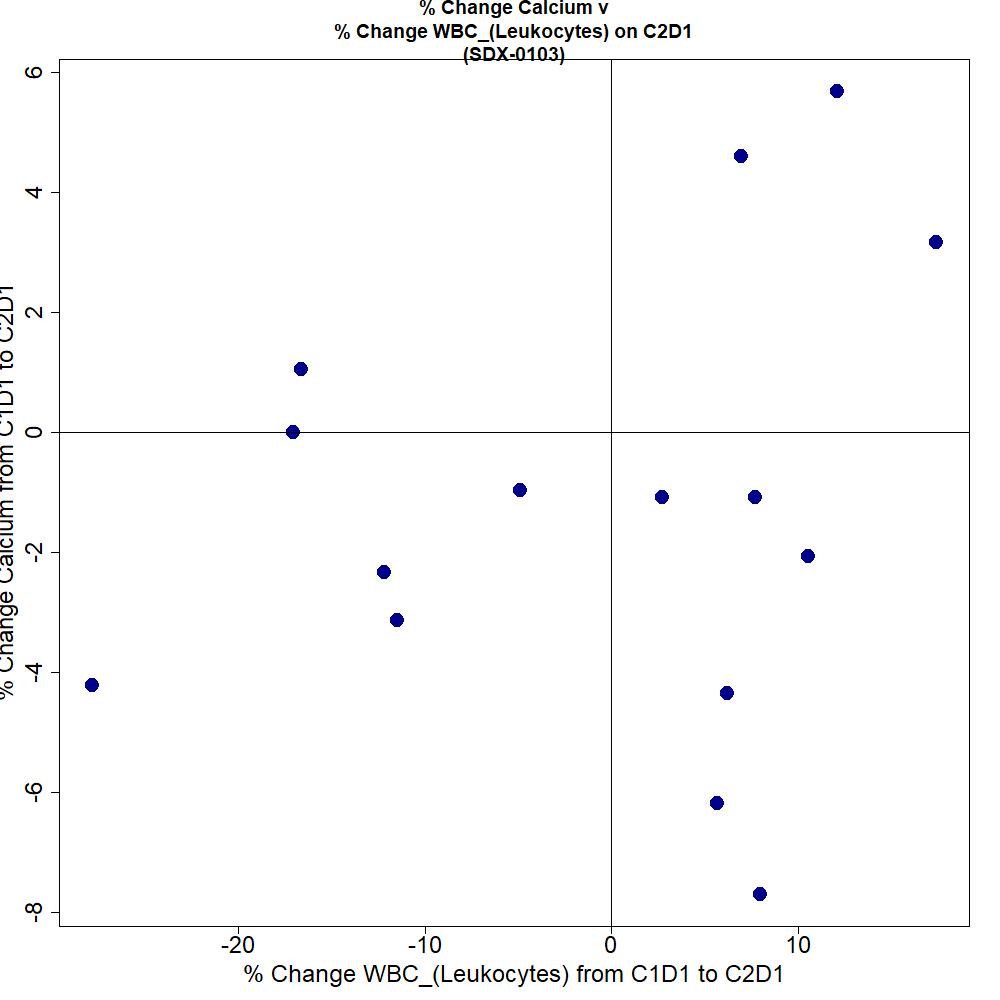 % Change Calcium v
% Change WBC_(Leukocytes) on C2D1
(SDX-0103)
6
4
2
0
-2
-4
-6
-8
% Change Calcium from C1D1 to C2D1
-20
-10
0
10
% Change WBC_(Leukocytes) from C1D1 to C2D1